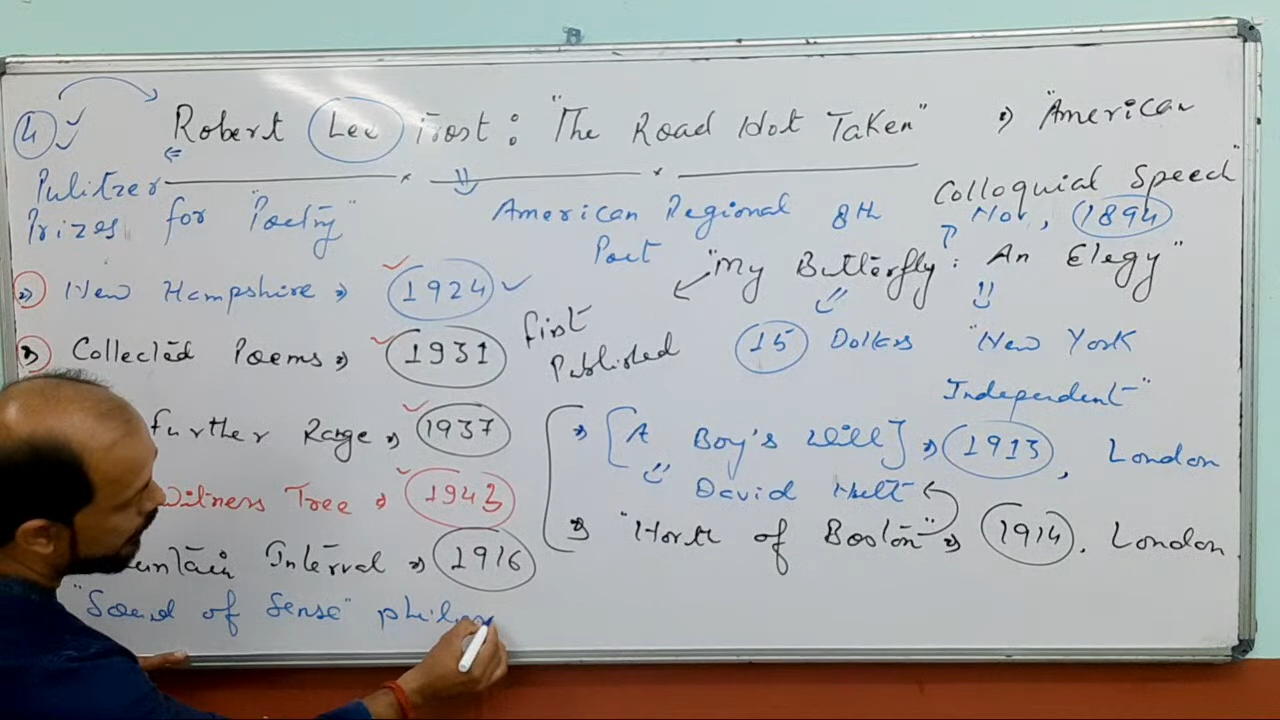 4 Robert Lee Frost : "The Road Not Taken" "American
Colloquial Speech"
Pulitzer
Prizes for "Poetry"
American Regional
Poet
Nov, 1894
"My Butterfly : An Elegy"
New Hampshire 1924
First
Published
15 Dollars "New York
Independent"
Collected Poems 1931
Further Range 1937
Witness Tree 1943
untain Interval 1916
"Sound of Sense"
[A Boy's Will] 1913, London
David
"North of Boston" 1914. London